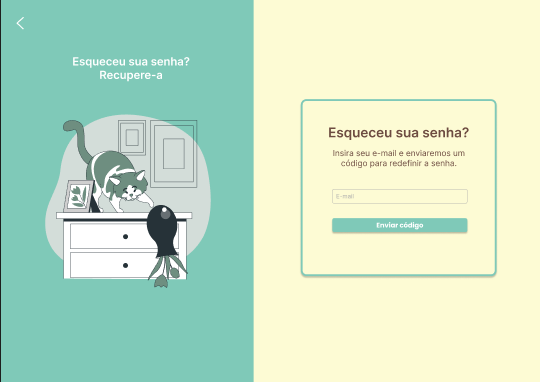 Esqueceu sua senha?
Recupere-a
Esqueceu sua senha?
Insira seu e-mail e enviaremos um
código para redefinir a senha.
E-mail
Enviar código